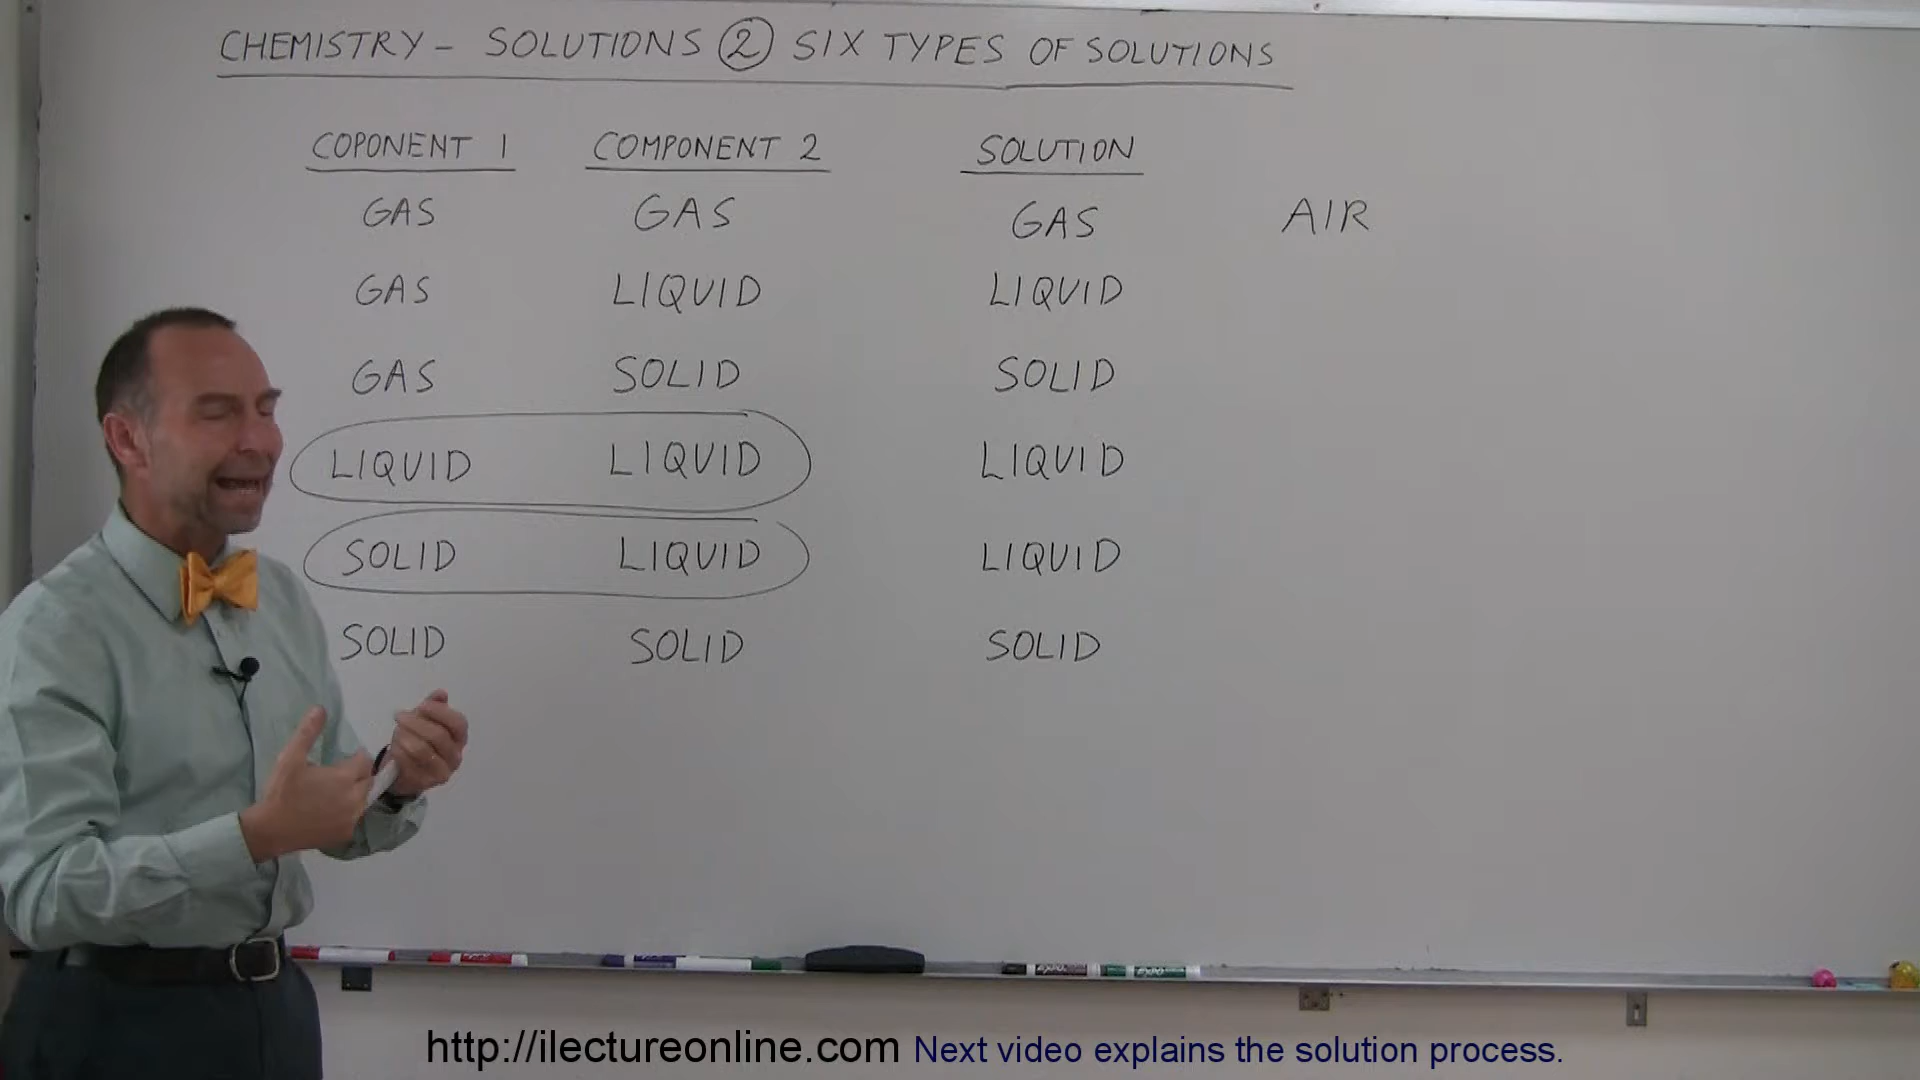 CHEMISTRY - SOLUTIONS ② SIX TYPES OF SOLUTIONS
COPONENT 1 COMPONENT 2 SOLUTION
GAS GAS GAS AIR
GAS LIQUID LIQUID
GAS SOLID SOLID
LIQUID LIQUID LIQUID
SOLID LIQUID LIQUID
SOLID SOLID SOLID
http://ilectureonline.com Next video explains the solution process.